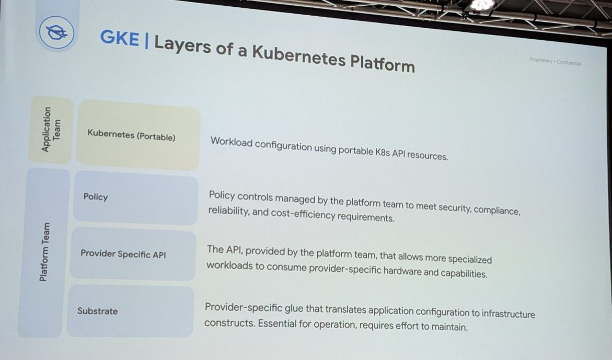 GKE | Layers of a Kubernetes Platform
Proprietary + Confidential
Application
Team
Kubernetes (Portable)
Workload configuration using portable K8s API resources.
Platform Team
Policy
Policy controls managed by the platform team to meet security, compliance,
reliability, and cost-efficiency requirements.
Provider Specific API
The API, provided by the platform team, that allows more specialized
workloads to consume provider-specific hardware and capabilities.
Substrate
Provider-specific glue that translates application configuration to infrastructure
constructs. Essential for operation, requires effort to maintain.